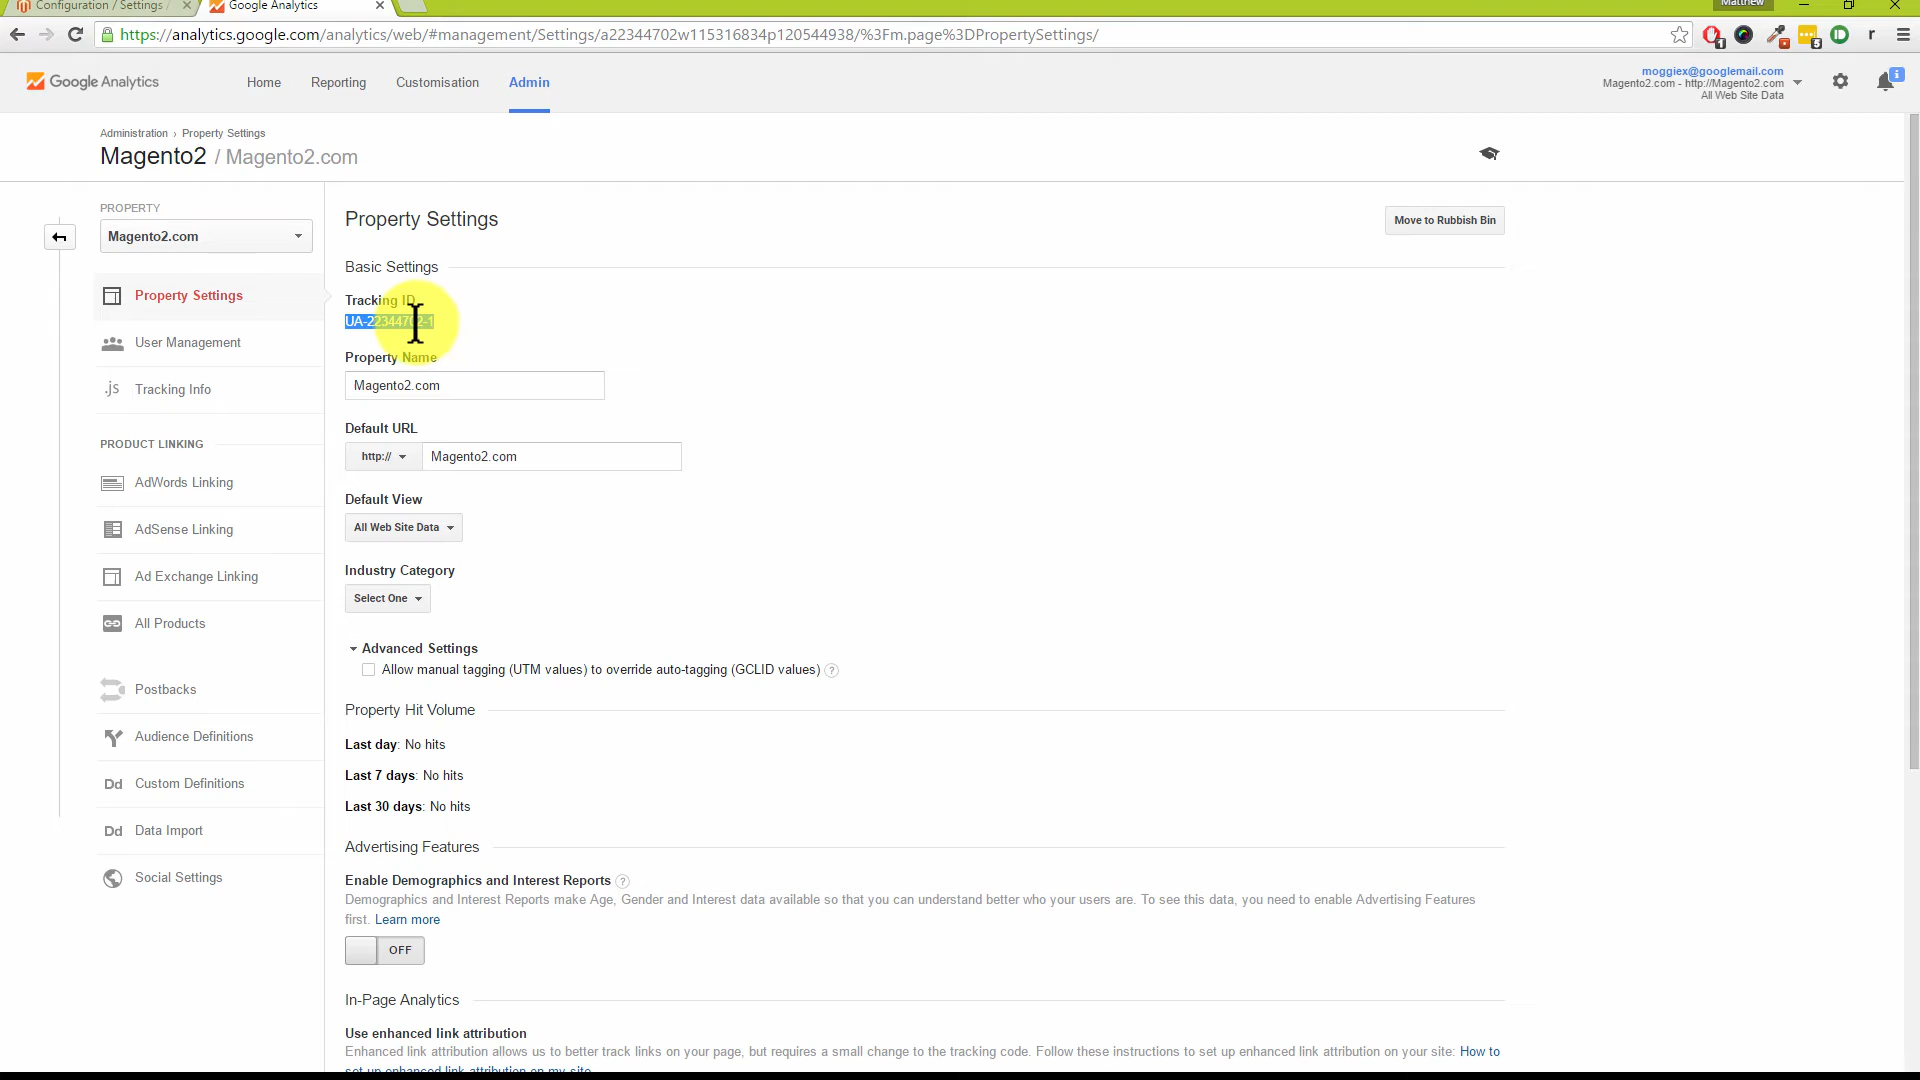 Configuration / Settings
Google Analytics
Matthew
https://analytics.google.com/analytics/web/#management/Settings/a22344702w115316834p120544938/%3Fm.page%3DPropertySettings/
Google Analytics
Home
Reporting
Customisation
Admin
moggiex@googlemail.com
Magento2.com - http://Magento2.com
All Web Site Data
Administration › Property Settings
Magento2 / Magento2.com
PROPERTY
Magento2.com
Property Settings
User Management
.js Tracking Info
PRODUCT LINKING
AdWords Linking
AdSense Linking
Ad Exchange Linking
All Products
Postbacks
Audience Definitions
Dd Custom Definitions
Dd Data Import
Social Settings
Property Settings
Move to Rubbish Bin
Basic Settings
Tracking ID
UA-22344702-1
Property Name
Magento2.com
Default URL
http:// Magento2.com
Default View
All Web Site Data
Industry Category
Select One
Advanced Settings
Allow manual tagging (UTM values) to override auto-tagging (GCLID values) ?
Property Hit Volume
Last day: No hits
Last 7 days: No hits
Last 30 days: No hits
Advertising Features
Enable Demographics and Interest Reports ?
Demographics and Interest Reports make Age, Gender and Interest data available so that you can understand better who your users are. To see this data, you need to enable Advertising Features
first. Learn more
OFF
In-Page Analytics
Use enhanced link attribution
Enhanced link attribution allows us to better track links on your page, but requires a small change to the tracking code. Follow these instructions to set up enhanced link attribution on your site: How to
set up enhanced link attribution on my site